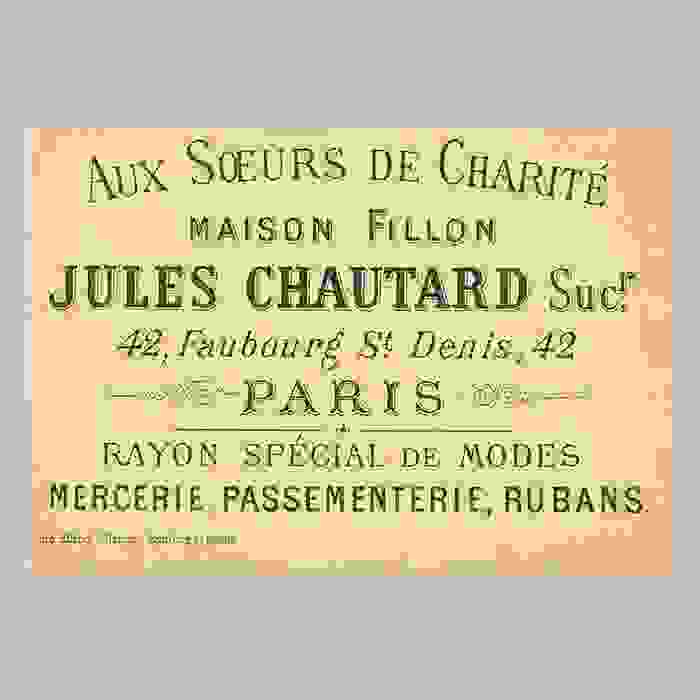 AUX SŒURS DE CHARITÉ
MAISON FILLON
JULES CHAUTARD Sucr.
42, Faubourg St Denis, 42
PARIS
RAYON SPÉCIAL DE MODES
MERCERIE, PASSEMENTERIE, RUBANS.